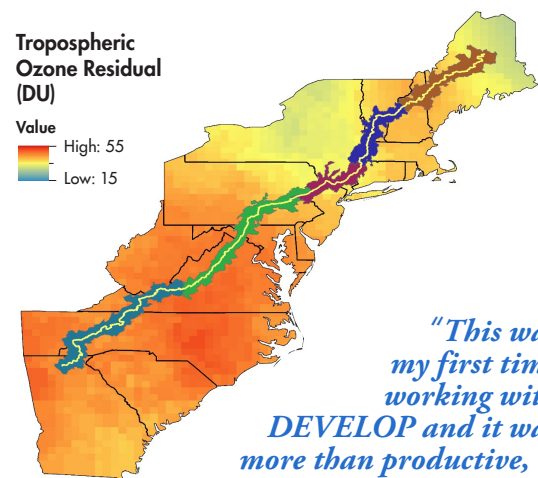 Tropospheric
Ozone Residual
(DU)
Value
High: 55
Low: 15
"This wa
my first tim
working wit
DEVELOP and it wa
more than productive,